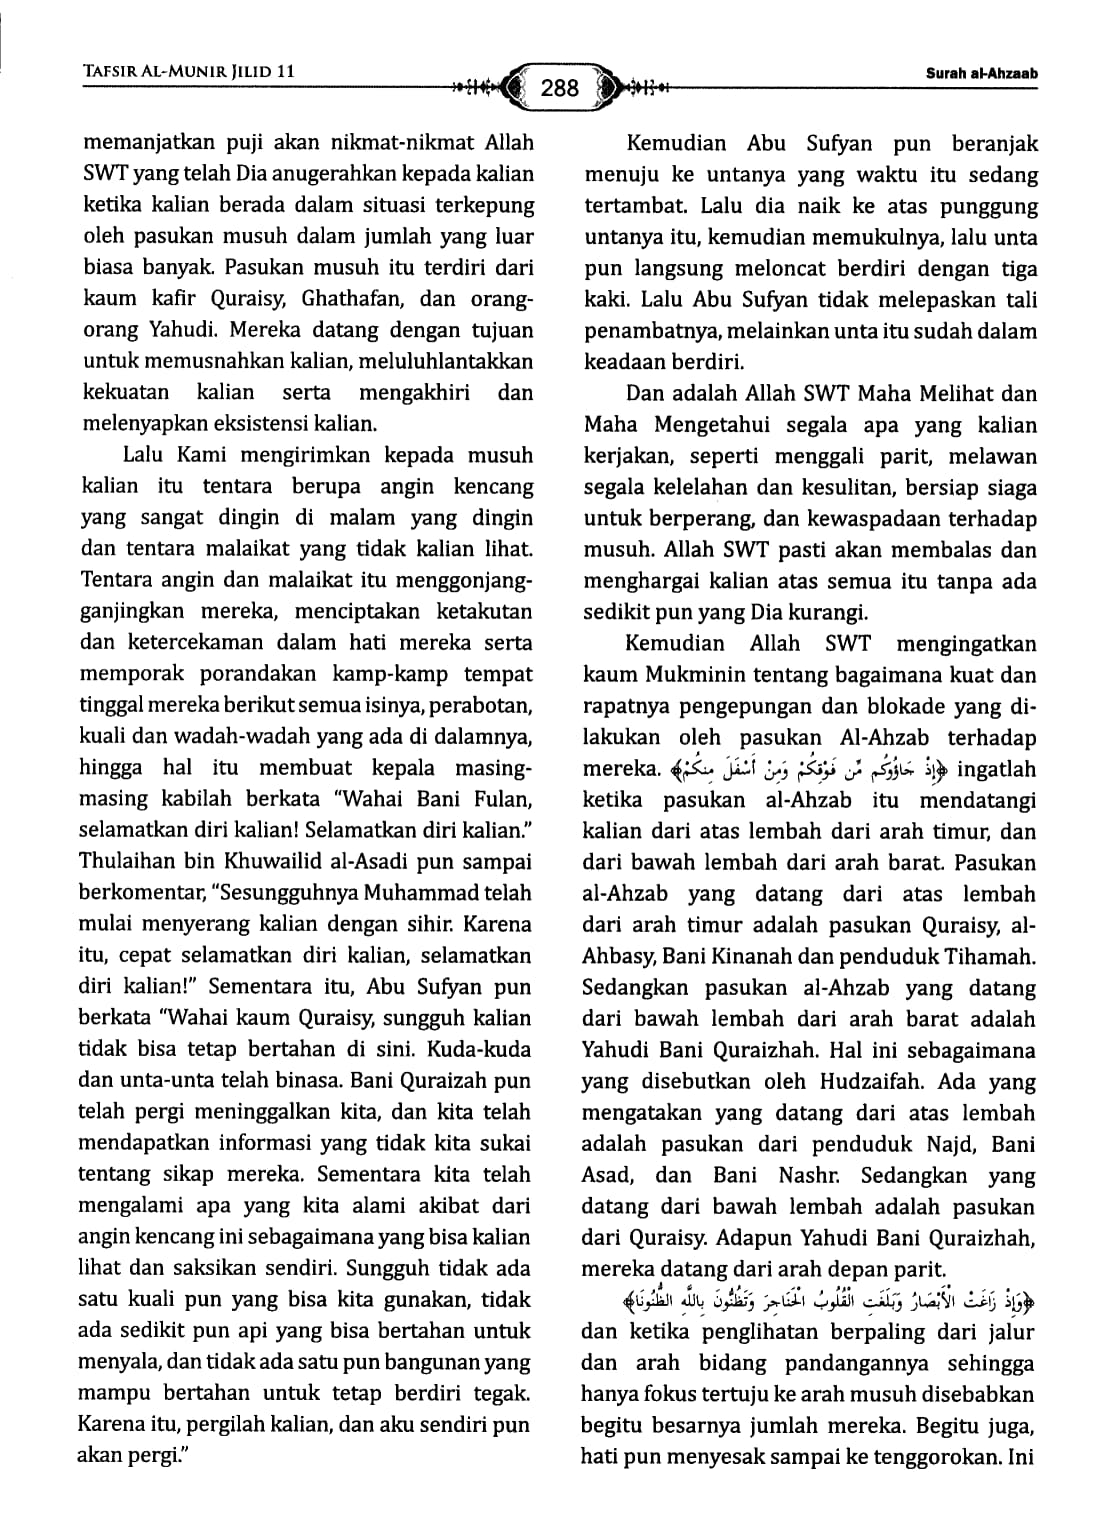 TAFSIR AL-MUNIR JILID 11
288
Surah al-Ahzaab
memanjatkan puji akan nikmat-nikmat Allah
SWT yang telah Dia anugerahkan kepada kalian
ketika kalian berada dalam situasi terkepung
oleh pasukan musuh dalam jumlah yang luar
biasa banyak. Pasukan musuh itu terdiri dari
kaum kafir Quraisy, Ghathafan, dan orang-
orang Yahudi. Mereka datang dengan tujuan
untuk memusnahkan kalian, meluluhlantakkan
kekuatan kalian serta mengakhiri dan
melenyapkan eksistensi kalian.
Lalu Kami mengirimkan kepada musuh
kalian itu tentara berupa angin kencang
yang sangat dingin di malam yang dingin
dan tentara malaikat yang tidak kalian lihat.
Tentara angin dan malaikat itu menggonjang-
ganjingkan mereka, menciptakan ketakutan
dan ketercekaman dalam hati mereka serta
memporak porandakan kamp-kamp tempat
tinggal mereka berikut semua isinya, perabotan,
kuali dan wadah-wadah yang ada di dalamnya,
hingga hal itu membuat kepala masing-
masing kabilah berkata “Wahai Bani Fulan,
selamatkan diri kalian! Selamatkan diri kalian.”
Thulaihan bin Khuwailid al-Asadi pun sampai
berkomentar, “Sesungguhnya Muhammad telah
mulai menyerang kalian dengan sihir. Karena
itu, cepat selamatkan diri kalian, selamatkan
diri kalian!” Sementara itu, Abu Sufyan pun
berkata “Wahai kaum Quraisy, sungguh kalian
tidak bisa tetap bertahan di sini. Kuda-kuda
dan unta-unta telah binasa. Bani Quraizah pun
telah pergi meninggalkan kita, dan kita telah
mendapatkan informasi yang tidak kita sukai
tentang sikap mereka. Sementara kita telah
mengalami apa yang kita alami akibat dari
angin kencang ini sebagaimana yang bisa kalian
lihat dan saksikan sendiri. Sungguh tidak ada
satu kuali pun yang bisa kita gunakan, tidak
ada sedikit pun api yang bisa bertahan untuk
menyala, dan tidak ada satu pun bangunan yang
mampu bertahan untuk tetap berdiri tegak.
Karena itu, pergilah kalian, dan aku sendiri pun
akan pergi.”
Kemudian Abu Sufyan pun beranjak
menuju ke untanya yang waktu itu sedang
tertambat. Lalu dia naik ke atas punggung
untanya itu, kemudian memukulnya, lalu unta
pun langsung meloncat berdiri dengan tiga
kaki. Lalu Abu Sufyan tidak melepaskan tali
penambatnya, melainkan unta itu sudah dalam
keadaan berdiri.
Dan adalah Allah SWT Maha Melihat dan
Maha Mengetahui segala apa yang kalian
kerjakan, seperti menggali parit, melawan
segala kelelahan dan kesulitan, bersiap siaga
untuk berperang, dan kewaspadaan terhadap
musuh. Allah SWT pasti akan membalas dan
menghargai kalian atas semua itu tanpa ada
sedikit pun yang Dia kurangi.
Kemudian Allah SWT mengingatkan
kaum Mukminin tentang bagaimana kuat dan
rapatnya pengepungan dan blokade yang di-
lakukan oleh pasukan Al-Ahzab terhadap
mereka. ﴿إِذْ جَاؤُوكُم مِّن فَوْقِكُمْ وَمِنْ أَسْفَلَ مِنكُمْ﴾ ingatlah
ketika pasukan al-Ahzab itu mendatangi
kalian dari atas lembah dari arah timur, dan
dari bawah lembah dari arah barat. Pasukan
al-Ahzab yang datang dari atas lembah
dari arah timur adalah pasukan Quraisy, al-
Ahbasy, Bani Kinanah dan penduduk Tihamah.
Sedangkan pasukan al-Ahzab yang datang
dari bawah lembah dari arah barat adalah
Yahudi Bani Quraizhah. Hal ini sebagaimana
yang disebutkan oleh Hudzaifah. Ada yang
mengatakan yang datang dari atas lembah
adalah pasukan dari penduduk Najd, Bani
Asad, dan Bani Nashr. Sedangkan yang
datang dari bawah lembah adalah pasukan
dari Quraisy. Adapun Yahudi Bani Quraizhah,
mereka datang dari arah depan parit.
﴿وَإِذْ زَاغَتْ الْأَبْصَارُ وَبَلَغَتِ الْقُلُوبُ الْحَنَاجِرَ وَتَظُنُّونَ بِاللَّهِ الظُّنُونَا﴾
dan ketika penglihatan berpaling dari jalur
dan arah bidang pandangannya sehingga
hanya fokus tertuju ke arah musuh disebabkan
begitu besarnya jumlah mereka. Begitu juga,
hati pun menyesak sampai ke tenggorokan. Ini